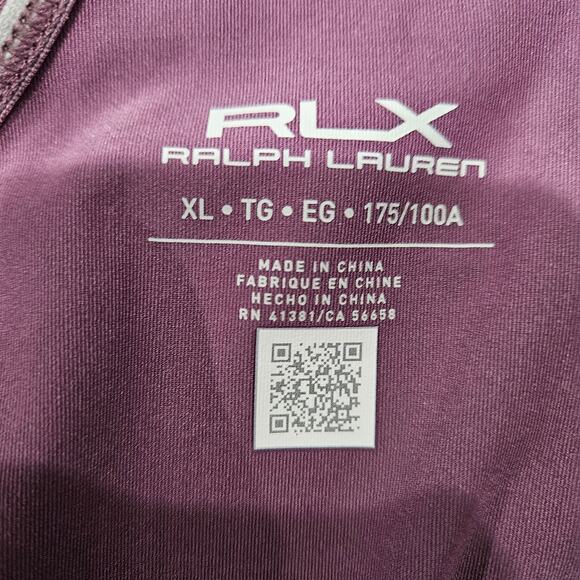 RLX
RALPH LAUREN
XL • TG • EG • 175/100A
MADE IN CHINA
FABRIQUE EN CHINE
HECHO EN CHINA
RN 41381/CA 56658